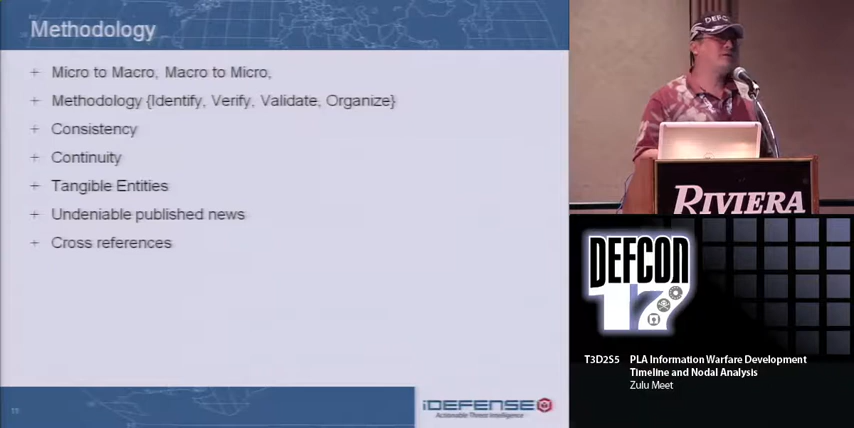 Methodology
+ Micro to Macro, Macro to Micro,
+ Methodology {Identify, Verify, Validate, Organize}
+ Consistency
+ Continuity
+ Tangible Entities
+ Undeniable published news
+ Cross references
11
iDEFENSE
Actionable Threat Intelligence
DEFC
RIVIERA
DEFCON
17
T3D2S5 PLA Information Warfare Development
Timeline and Nodal Analysis
Zulu Meet